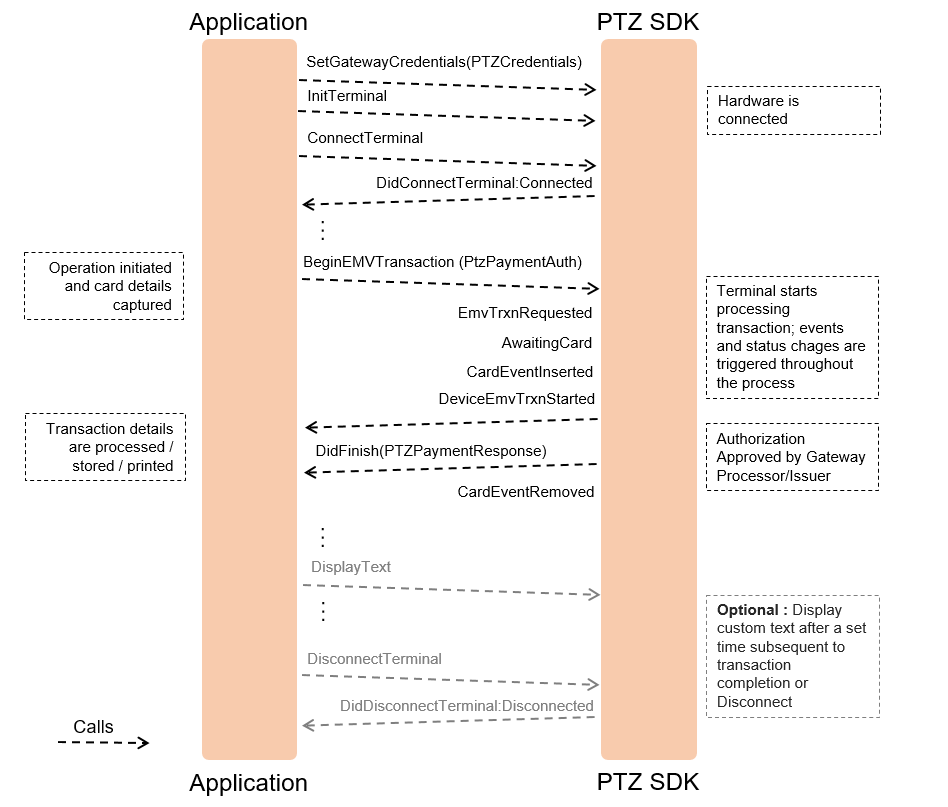 Application
PTZ SDK
SetGatewayCredentials(PTZCredentials)
InitTerminal
Hardware is
connected
ConnectTerminal
DidConnectTerminal:Connected
Operation initiated
and card details
captured
BeginEMVTransaction (PtzPaymentAuth)
Terminal starts
processing
transaction; events
and status chages are
triggered throughout
the process
EmvTrxnRequested
AwaitingCard
CardEventInserted
DeviceEmvTrxnStarted
Transaction details
are processed /
stored / printed
DidFinish(PTZPaymentResponse)
Authorization
Approved by Gateway
Processor/Issuer
CardEventRemoved
DisplayText
Optional : Display
custom text after a set
time subsequent to
transaction
completion or
Disconnect
DisconnectTerminal
DidDisconnectTerminal:Disconnected
Calls
Application
PTZ SDK